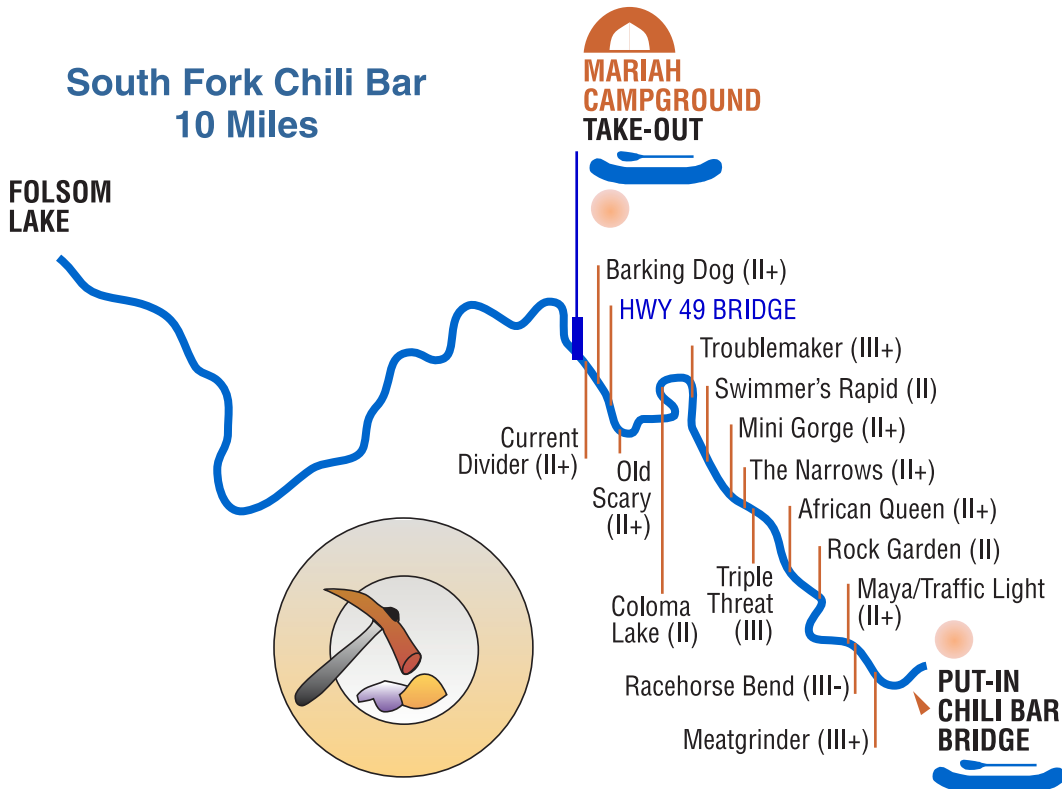 South Fork Chili Bar
10 Miles
MARIAH
CAMPGROUND
TAKE-OUT
FOLSOM
LAKE
Barking Dog (II+)
HWY 49 BRIDGE
Troublemaker (III+)
Swimmer's Rapid (II)
Mini Gorge (II+)
The Narrows (II+)
African Queen (II+)
Rock Garden (II)
Maya/Traffic Light
(II+)
Current
Divider (II+)
Old
Scary
(II+)
Coloma
Lake (II)
Triple
Threat
(III)
Racehorse Bend (III-)
Meatgrinder (III+)
PUT-IN
CHILI BAR
BRIDGE